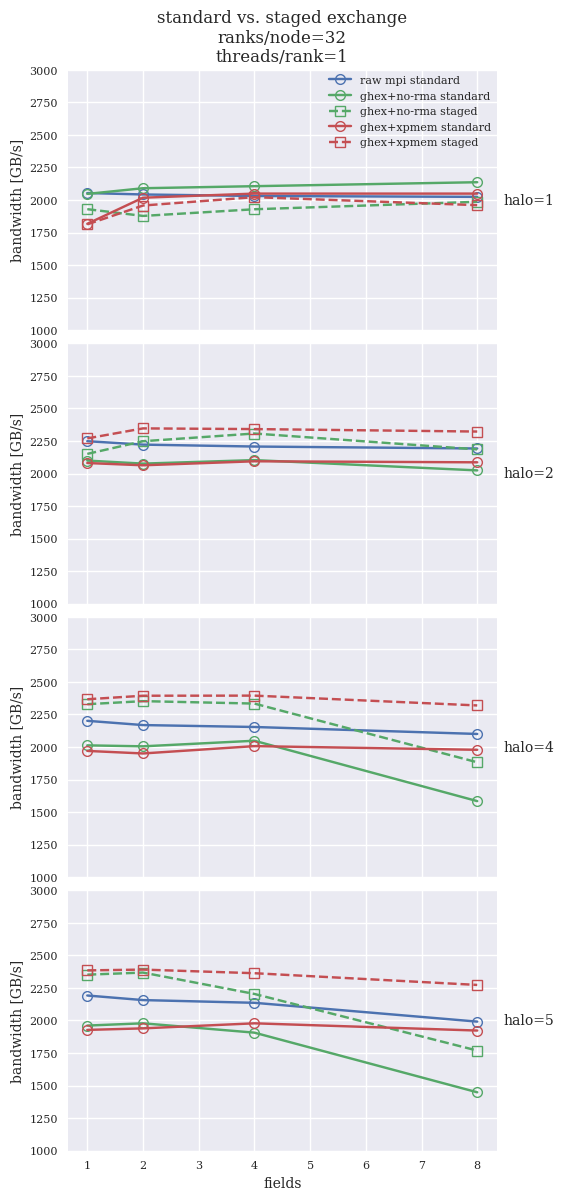 standard vs. staged exchange
ranks/node=32
threads/rank=1
raw mpi standard
ghex+no-rma standard
ghex+no-rma staged
ghex+xpmem standard
ghex+xpmem staged
3000
2750
2500
2250
2000
1750
1500
1250
1000
bandwidth [GB/s]
halo=1
3000
2750
2500
2250
2000
1750
1500
1250
1000
bandwidth [GB/s]
halo=2
3000
2750
2500
2250
2000
1750
1500
1250
1000
bandwidth [GB/s]
halo=4
3000
2750
2500
2250
2000
1750
1500
1250
1000
bandwidth [GB/s]
halo=5
1 2 3 4 5 6 7 8
fields